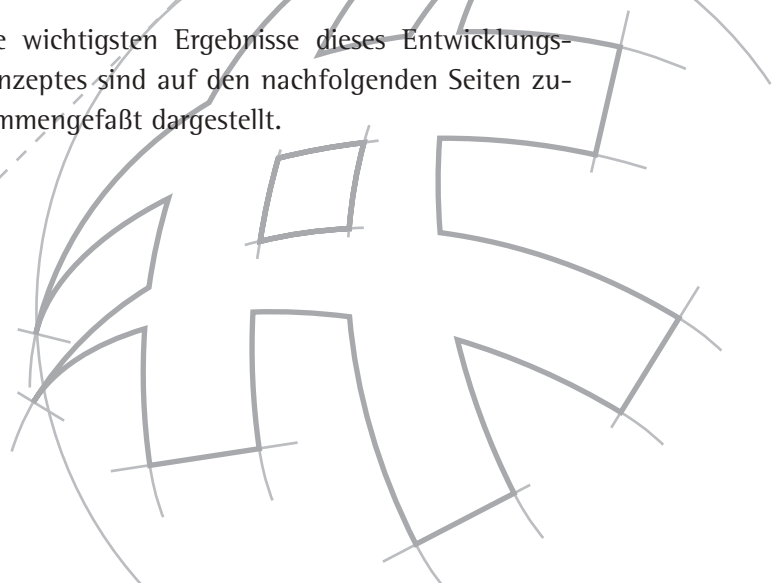 e wichtigsten Ergebnisse dieses Entwicklungs-
nzeptes sind auf den nachfolgenden Seiten zu-
mmengefaßt dargestellt.